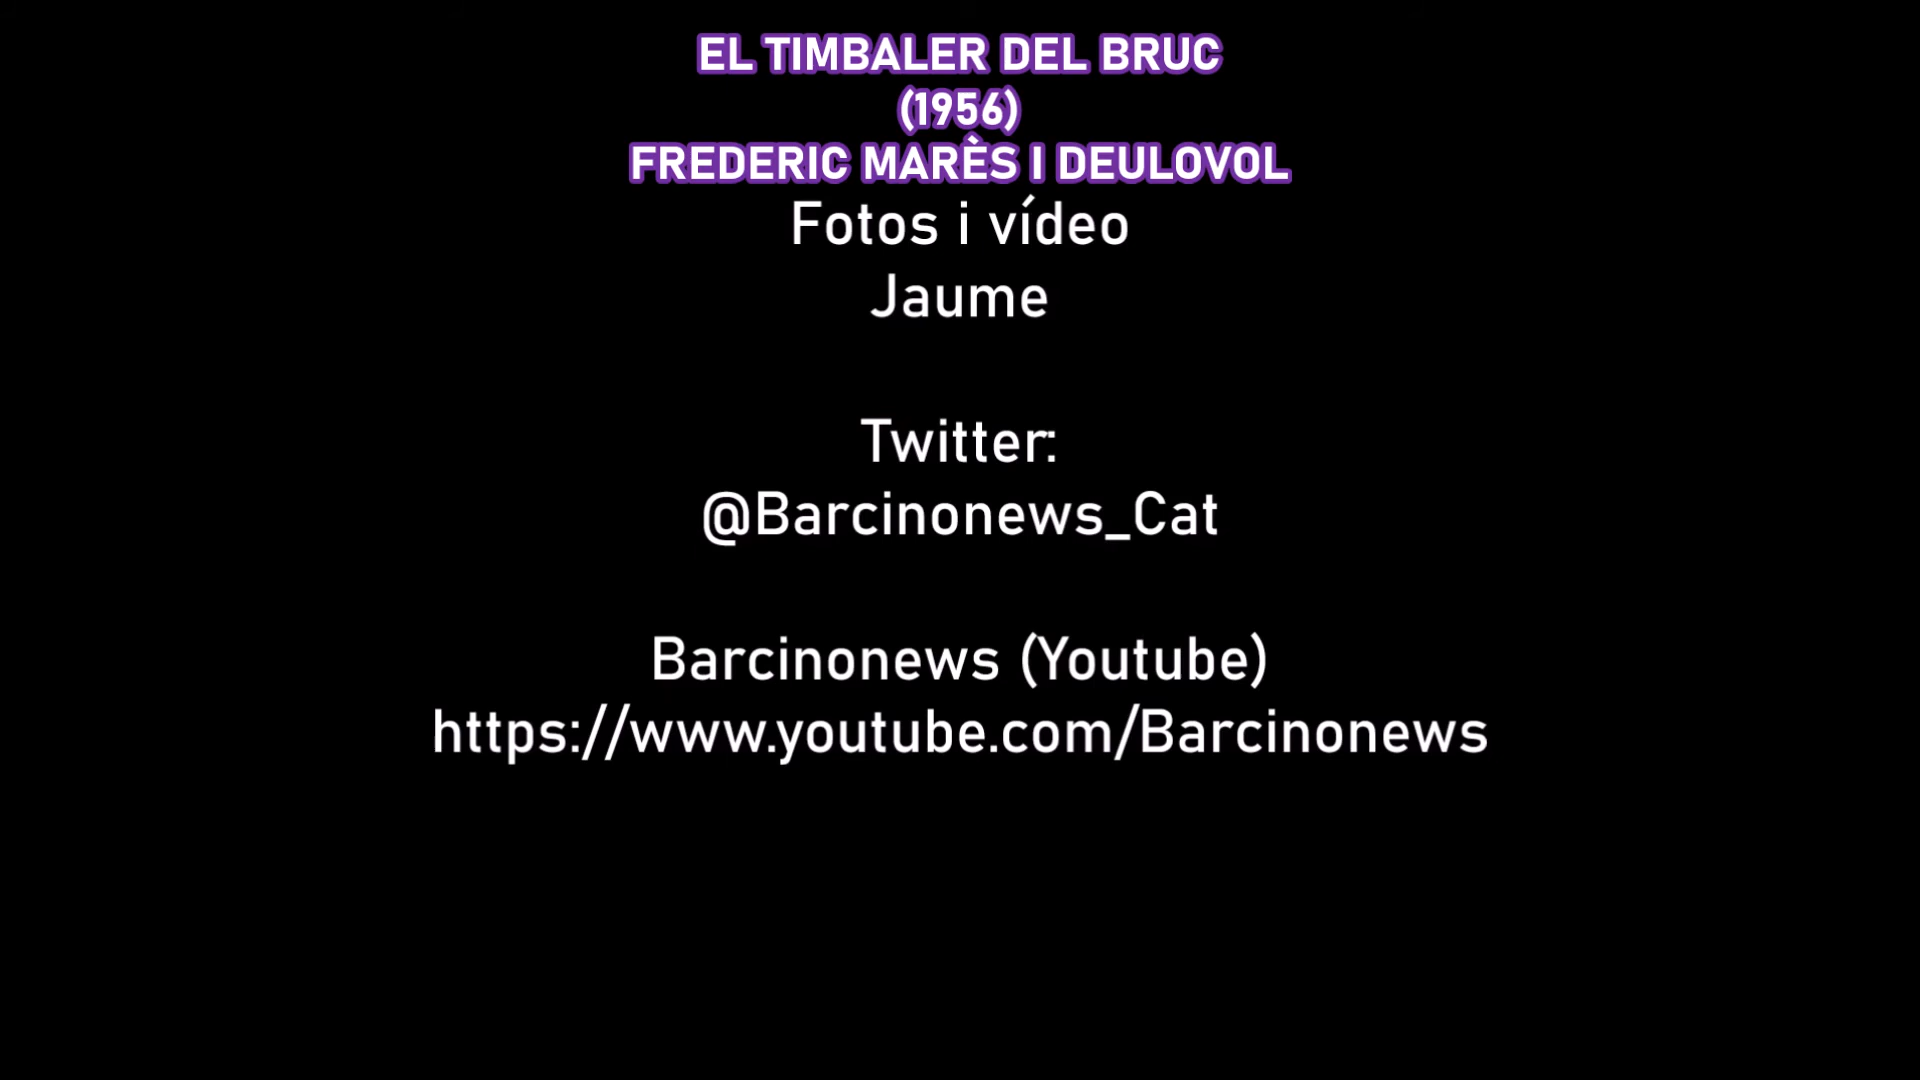 EL TIMBALER DEL BRUC
(1956)
FREDERIC MARÈS I DEULOVOL
Fotos i vídeo
Jaume
Twitter:
@Barcinonews_Cat
Barcinonews (Youtube)
https://www.youtube.com/Barcinonews